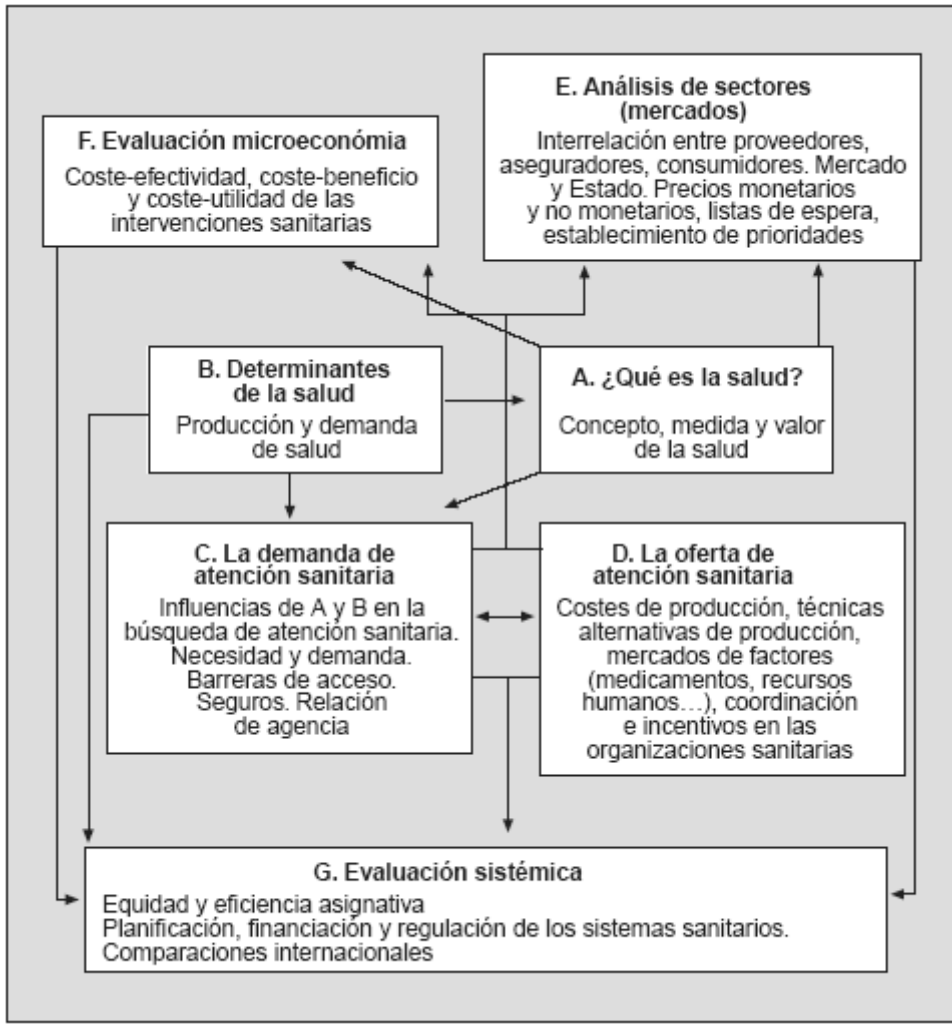 E. Análisis de sectores
(mercados)
Interrelación entre proveedores,
aseguradores, consumidores. Mercado
y Estado. Precios monetarios
y no monetarios, listas de espera,
establecimiento de prioridades
F. Evaluación microeconómia
Coste-efectividad, coste-beneficio
y coste-utilidad de las
intervenciones sanitarias
B. Determinantes
de la salud
Producción y demanda
de salud
A. ¿Qué es la salud?
Concepto, medida y valor
de la salud
C. La demanda de
atención sanitaria
Influencias de A y B en la
búsqueda de atención sanitaria.
Necesidad y demanda.
Barreras de acceso.
Seguros. Relación
de agencia
D. La oferta de
atención sanitaria
Costes de producción, técnicas
alternativas de producción,
mercados de factores
(medicamentos, recursos
humanos...), coordinación
e incentivos en las
organizaciones sanitarias
G. Evaluación sistémica
Equidad y eficiencia asignativa
Planificación, financiación y regulación de los sistemas sanitarios.
Comparaciones internacionales